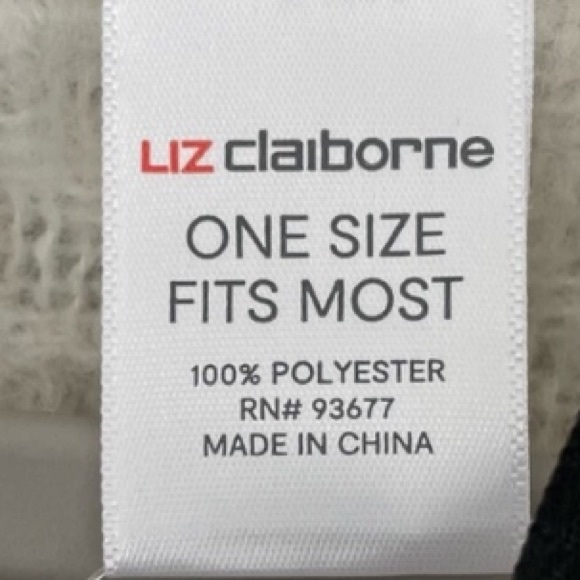 LIZ claiborne
ONE SIZE
FITS MOST
100% POLYESTER
RN# 93677
MADE IN CHINA